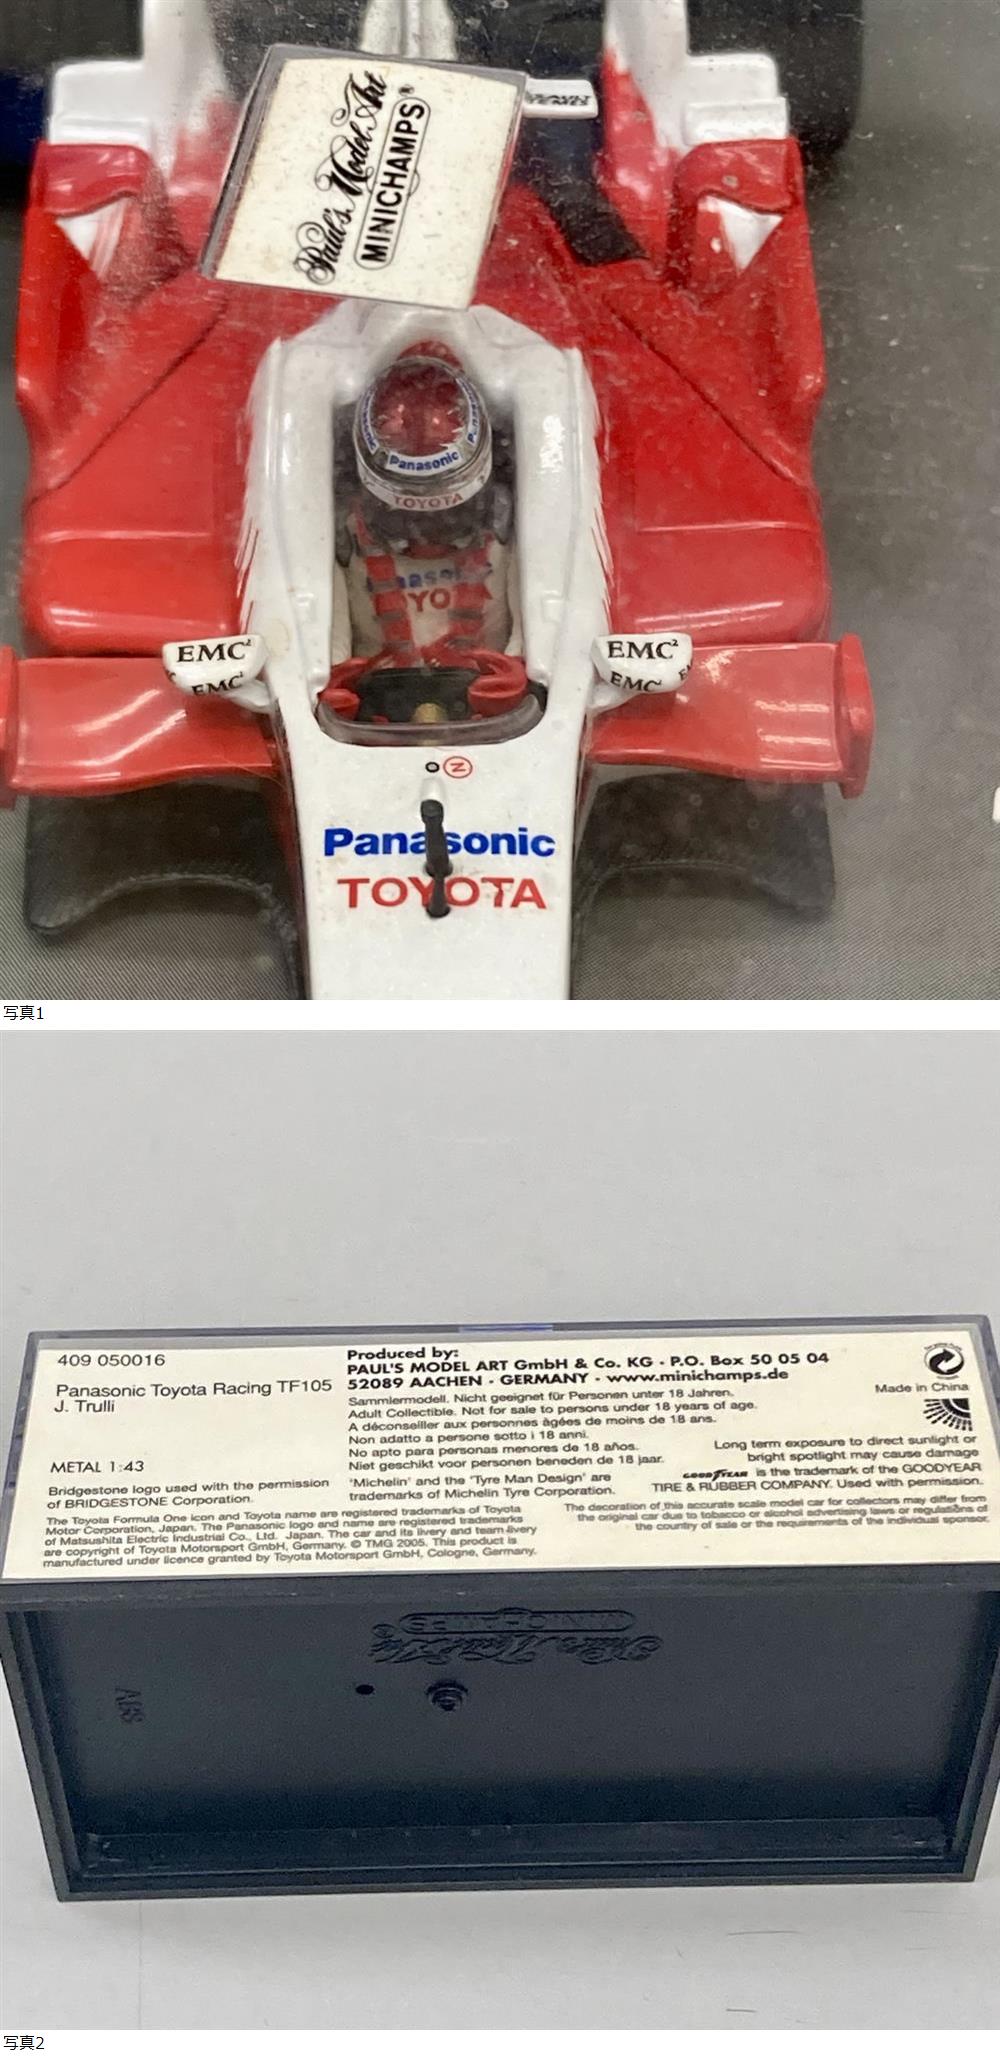 Paul's Model Art
MINICHAMPS®
Panasonic
TOYOTA
Panasonic
TOYOTA
EMC²
EMC²
EMC²
EMC²
Panasonic
TOYOTA
写真1
409 050016
Panasonic Toyota Racing TF105
J. Trulli
METAL 1:43
Bridgestone logo used with the permission
of BRIDGESTONE Corporation.
Produced by:
PAUL'S MODEL ART GmbH & Co. KG - P.O. Box 50 05 04
52089 AACHEN - GERMANY - www.minichamps.de
Sammlermodell. Nicht geeignet für Personen unter 18 Jahren.
Adult Collectible. Not for sale to persons under 18 years of age.
A déconseiller aux personnes âgées de moins de 18 ans.
Non adatto a persone sotto i 18 anni.
No apto para personas menores de 18 años.
Niet geschikt voor personen beneden de 18 jaar.
'Michelin' and the 'Tyre Man Design' are
trademarks of Michelin Tyre Corporation.
Made in China
Long term exposure to direct sunlight or
bright spotlight may cause damage
GOODYEAR is the trademark of the GOODYEAR
TIRE & RUBBER COMPANY. Used with permission.
The Toyota Formula One icon and Toyota name are registered trademarks of Toyota
Motor Corporation, Japan. The Panasonic logo and name are registered trademarks
of Matsushita Electric Industrial Co., Ltd. Japan. The car and its livery and team livery
are copyright of Toyota Motorsport GmbH, Germany. © TMG 2005. This product is
manufactured under licence granted by Toyota Motorsport GmbH, Cologne, Germany.
The decoration of this accurate scale model car for collectors may differ from
the original car due to tobacco or alcohol advertising laws or regulations of
the country of sale or the requirements of the individual sponsor.
MINICHAMPS
Paul's Model Art
ABS
写真2